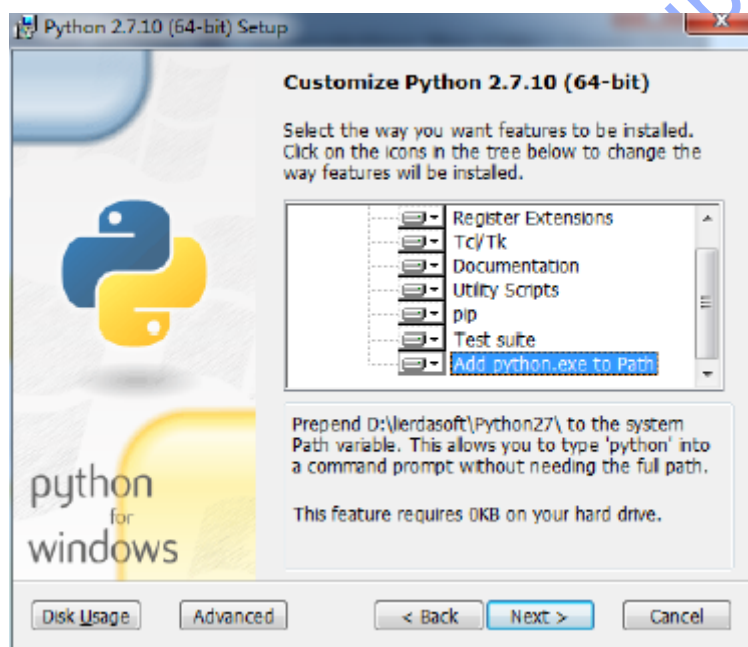 Python 2.7.10 (64-bit) Setup
Customize Python 2.7.10 (64-bit)
Select the way you want features to be installed.
Click on the icons in the tree below to change the
way features will be installed.
Register Extensions
Tcl/Tk
Documentation
Utility Scripts
pip
Test suite
Add python.exe to Path
Prepend D:\lerdasoft\Python27\ to the system
Path variable. This allows you to type 'python' into
a command prompt without needing the full path.
This feature requires 0KB on your hard drive.
python
for
windows
Disk Usage
Advanced
< Back
Next >
Cancel